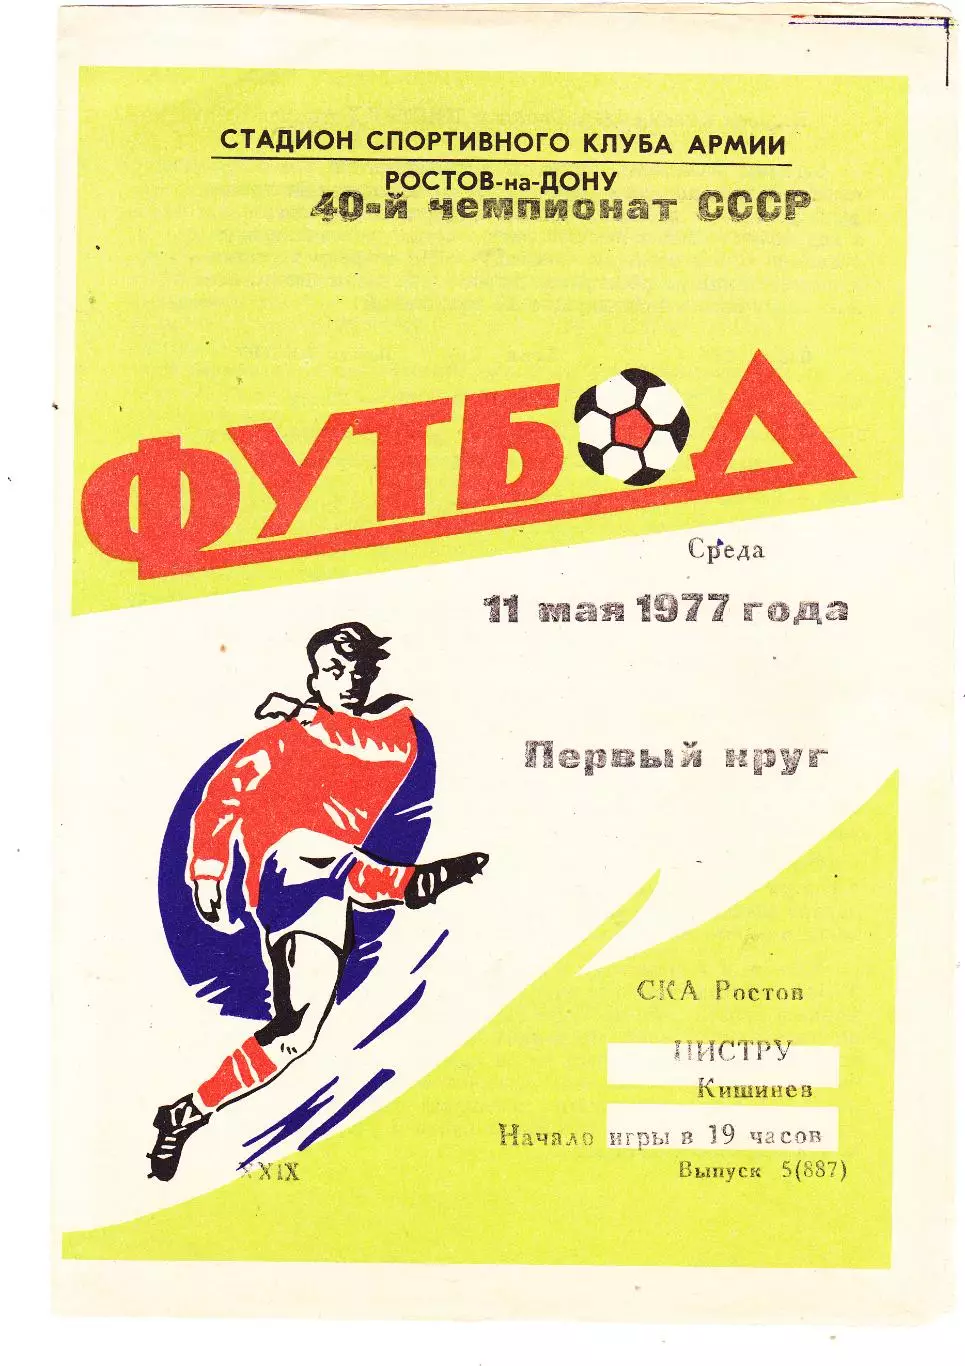 СТАДИОН СПОРТИВНОГО КЛУБА АРМИИ
РОСТОВ-на-ДОНУ
40-й чемпионат СССР
ФУТБОЛ
Среда
11 мая 1977 года
Первый круг
СКА Ростов
НИСТРУ
Кишинев
Начало игры в 19 часов
XXIX
Выпуск 5(887)